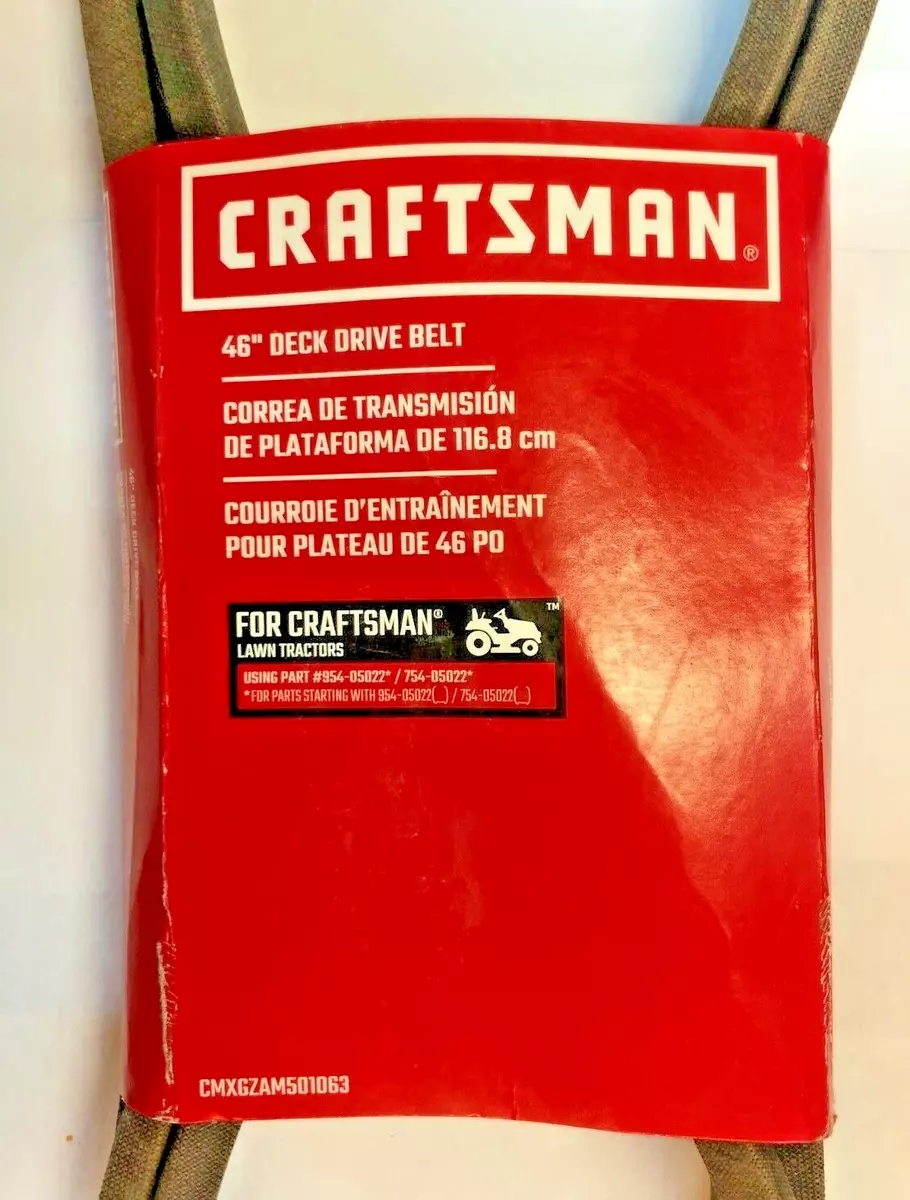 CRAFTSMAN®
46" DECK DRIVE BELT
CORREA DE TRANSMISIÓN
DE PLATAFORMA DE 116.8 cm
COURROIE D'ENTRAÎNEMENT
POUR PLATEAU DE 46 PO
FOR CRAFTSMAN® ™
LAWN TRACTORS
USING PART #954-05022* / 754-05022*
*FOR PARTS STARTING WITH 954-05022(_) / 754-05022(_)
CMXGZAM501063